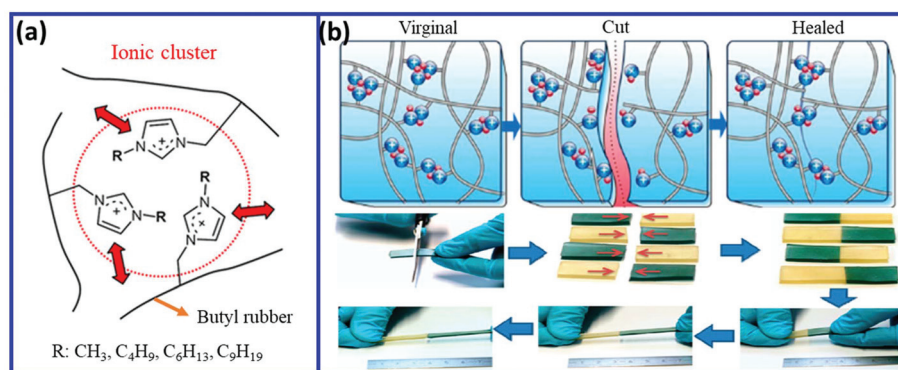 (a)
Ionic cluster
R
N
N
+
N
N
R
+
R
N
N
+
Butyl rubber
R: CH₃, C₄H₉, C₆H₁₃, C₉H₁₉
(b)
Virginal
Cut
Healed